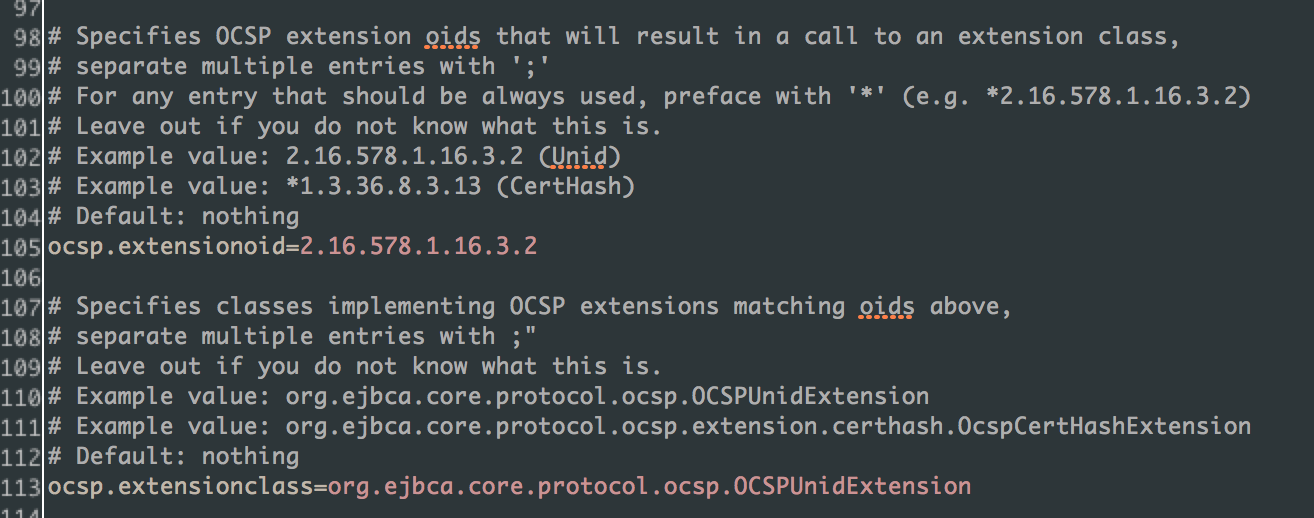 97
98 # Specifies OCSP extension oids that will result in a call to an extension class,
99 # separate multiple entries with ';'
100 # For any entry that should be always used, preface with '*' (e.g. *2.16.578.1.16.3.2)
101 # Leave out if you do not know what this is.
102 # Example value: 2.16.578.1.16.3.2 (Unid)
103 # Example value: *1.3.36.8.3.13 (CertHash)
104 # Default: nothing
105 ocsp.extensionoid=2.16.578.1.16.3.2
106
107 # Specifies classes implementing OCSP extensions matching oids above,
108 # separate multiple entries with ;"
109 # Leave out if you do not know what this is.
110 # Example value: org.ejbca.core.protocol.ocsp.OCSPUnidExtension
111 # Example value: org.ejbca.core.protocol.ocsp.extension.certhash.OcspCertHashExtension
112 # Default: nothing
113 ocsp.extensionclass=org.ejbca.core.protocol.ocsp.OCSPUnidExtension
114